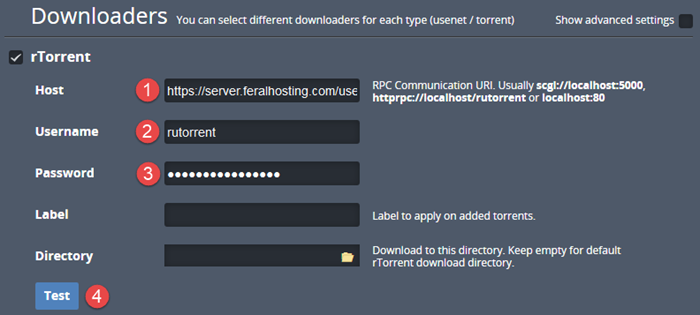 Downloaders You can select different downloaders for each type (usenet / torrent) Show advanced settings
rTorrent
Host 1 https://server.feralhosting.com/use RPC Communication URI. Usually scgi://localhost:5000,
httprpc://localhost/rutorrent or localhost:80
Username 2 rutorrent
Password 3 ••••••••••••••••
Label Label to apply on added torrents.
Directory Download to this directory. Keep empty for default
rTorrent download directory.
Test 4